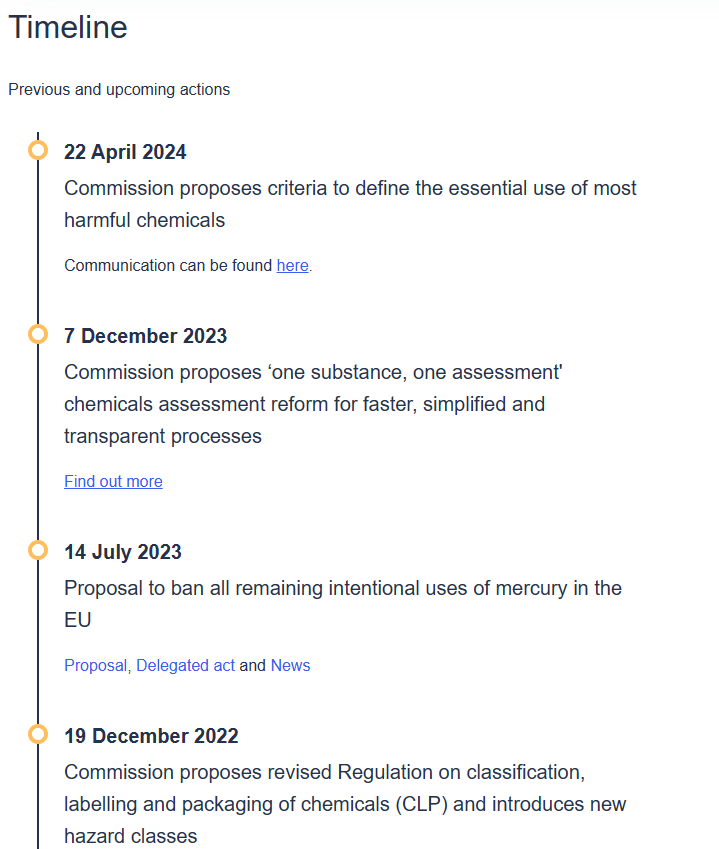 Timeline
Previous and upcoming actions
22 April 2024
Commission proposes criteria to define the essential use of most
harmful chemicals
Communication can be found here.
7 December 2023
Commission proposes ‘one substance, one assessment'
chemicals assessment reform for faster, simplified and
transparent processes
Find out more
14 July 2023
Proposal to ban all remaining intentional uses of mercury in the
EU
Proposal, Delegated act and News
19 December 2022
Commission proposes revised Regulation on classification,
labelling and packaging of chemicals (CLP) and introduces new
hazard classes